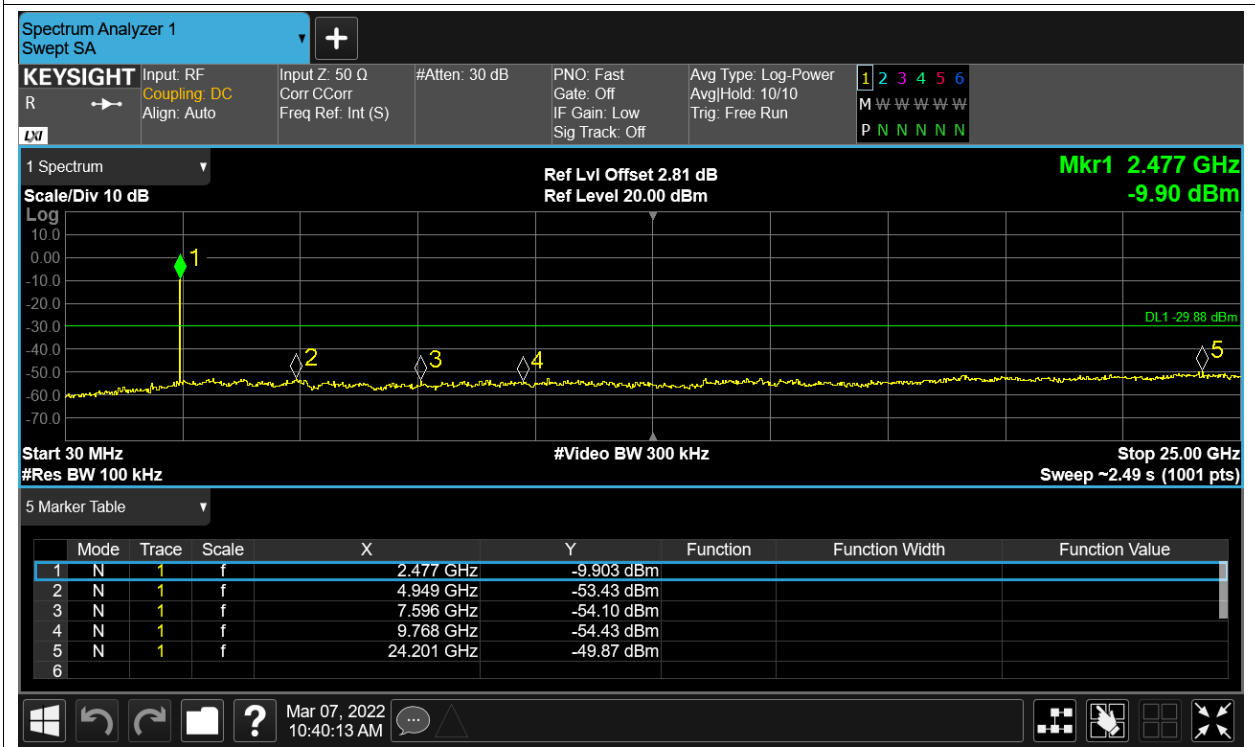 Spectrum Analyzer 1
Swept SA
KEYSIGHT
R
LXI
Input: RF
Coupling: DC
Align: Auto
Input Z: 50 Ω
Corr CCorr
Freq Ref: Int (S)
#Atten: 30 dB
PNO: Fast
Gate: Off
IF Gain: Low
Sig Track: Off
Avg Type: Log-Power
Avg|Hold: 10/10
Trig: Free Run
1 2 3 4 5 6
M W W W W W
P N N N N N
1 Spectrum
Scale/Div 10 dB
Ref Lvl Offset 2.81 dB
Ref Level 20.00 dBm
Mkr1 2.477 GHz
-9.90 dBm
Log
10.0
0.00
-10.0
-20.0
-30.0
-40.0
-50.0
-60.0
-70.0
1
2
3
4
5
DL1 -29.88 dBm
Start 30 MHz
#Res BW 100 kHz
#Video BW 300 kHz
Stop 25.00 GHz
Sweep ~2.49 s (1001 pts)
5 Marker Table
Mode Trace Scale X Y Function Function Width Function Value
1 N 1 f 2.477 GHz -9.903 dBm
2 N 1 f 4.949 GHz -53.43 dBm
3 N 1 f 7.596 GHz -54.10 dBm
4 N 1 f 9.768 GHz -54.43 dBm
5 N 1 f 24.201 GHz -49.87 dBm
6
?
Mar 07, 2022
10:40:13 AM